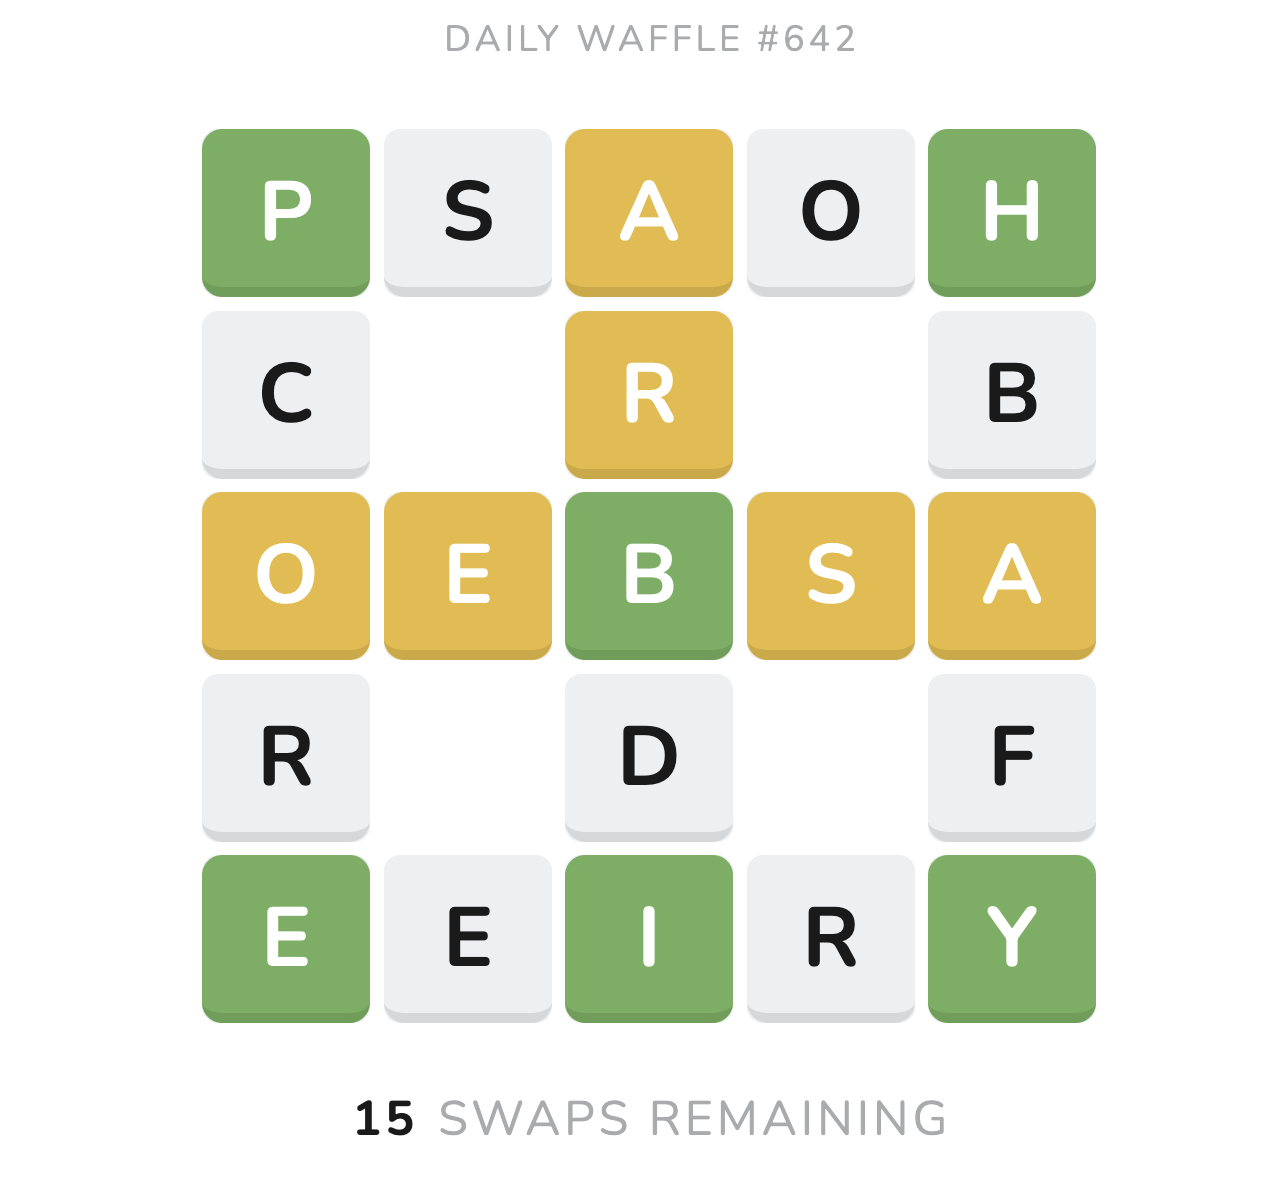 DAILY WAFFLE #642
P S A O H
C R B
O E B S A
R D F
E E I R Y
15 SWAPS REMAINING